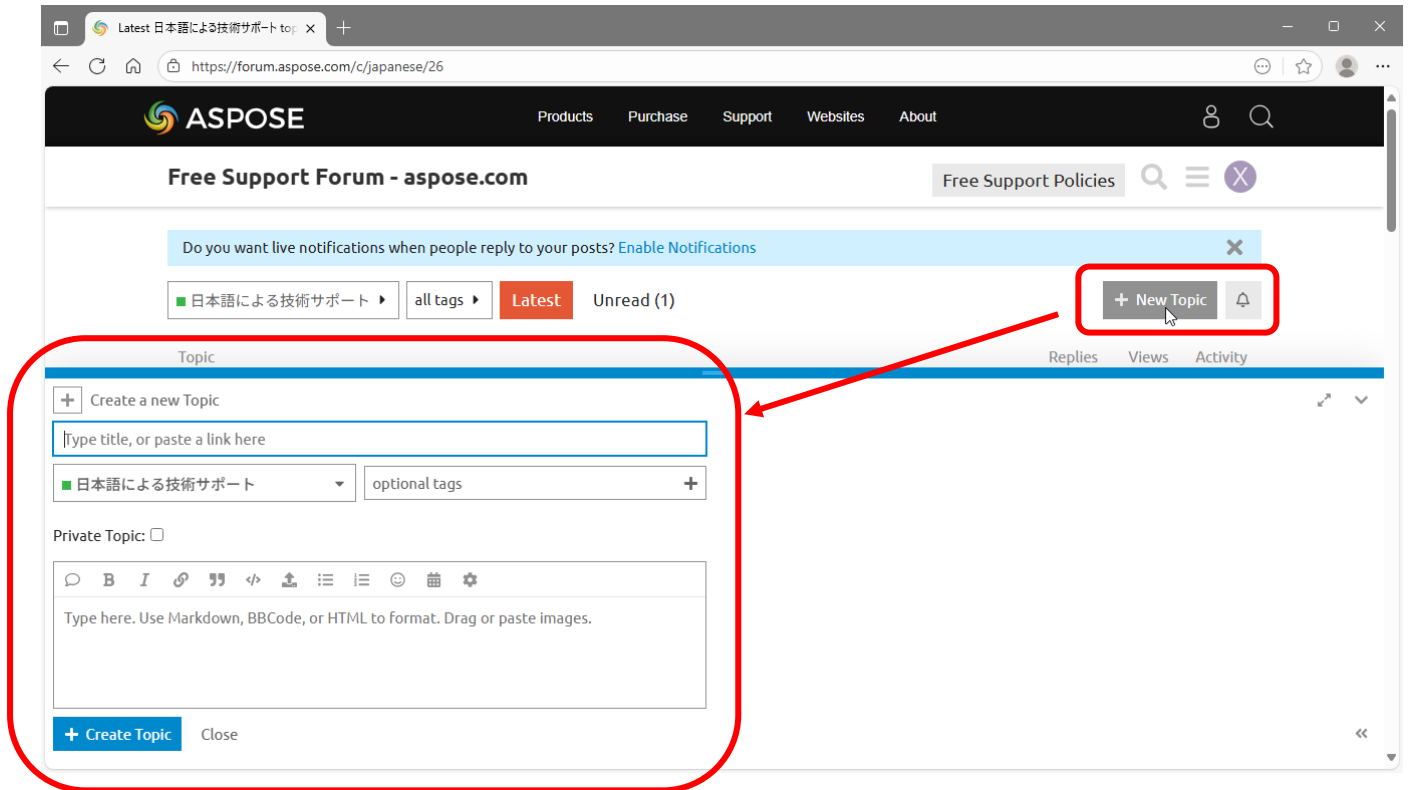 Latest 日本語による技術サポート top
https://forum.aspose.com/c/japanese/26
ASPOSE Products Purchase Support Websites About
Free Support Forum - aspose.com Free Support Policies X
Do you want live notifications when people reply to your posts? Enable Notifications
日本語による技術サポート all tags Latest Unread (1) + New Topic
Topic Replies Views Activity
Create a new Topic
Type title, or paste a link here
日本語による技術サポート optional tags
Private Topic:
B I
Type here. Use Markdown, BBCode, or HTML to format. Drag or paste images.
+ Create Topic Close